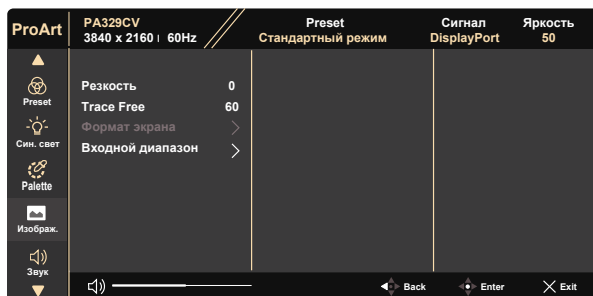 ProArt
PA329CV
3840 x 2160 | 60Hz
Preset
Стандартный режим
Сигнал
DisplayPort
Яркость
50
Preset
Син. свет
Palette
Изображ.
Звук
Резкость 0
Trace Free 60
Формат экрана
Входной диапазон
Back
Enter
Exit